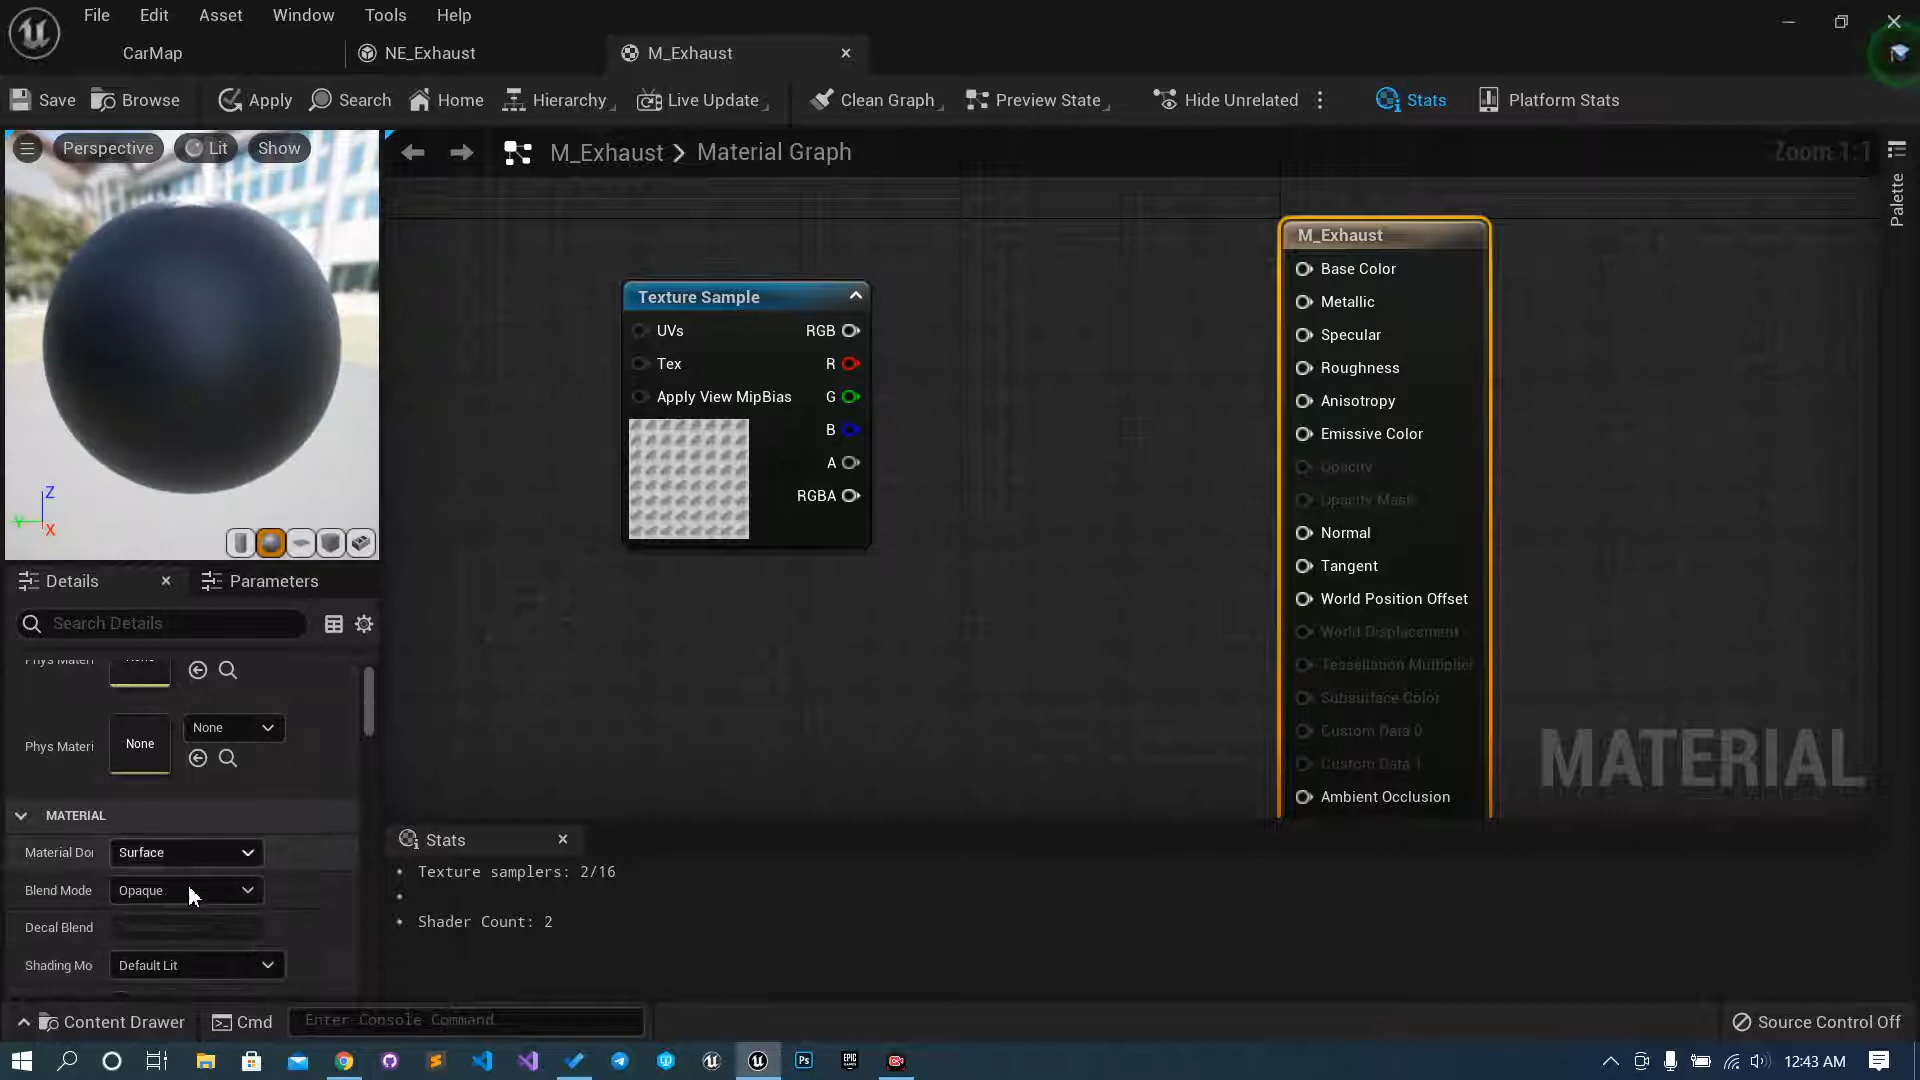 File Edit Asset Window Tools Help
CarMap
NE_Exhaust
M_Exhaust
Save
Browse
Apply
Search
Home
Hierarchy
Live Update
Clean Graph
Preview State
Hide Unrelated
Stats
Platform Stats
Perspective
Lit
Show
M_Exhaust > Material Graph
Zoom 1:1
Palette
Texture Sample
UVs
RGB
Tex
R
Apply View MipBias
G
B
A
RGBA
M_Exhaust
Base Color
Metallic
Specular
Roughness
Anisotropy
Emissive Color
Opacity
Opacity Mask
Normal
Tangent
World Position Offset
World Displacement
Tessellation Multiplier
Subsurface Color
Custom Data 0
Custom Data 1
Ambient Occlusion
MATERIAL
Z
Y
X
Details
Parameters
Search Details
Phys Materi
None
Phys Materi
None
None
MATERIAL
Material Do
Surface
Blend Mode
Opaque
Decal Blend
Shading Mo
Default Lit
Stats
Texture samplers: 2/16
Shader Count: 2
Content Drawer
Cmd
Enter Console Command
Source Control Off
Ps
EPIC
12:43 AM